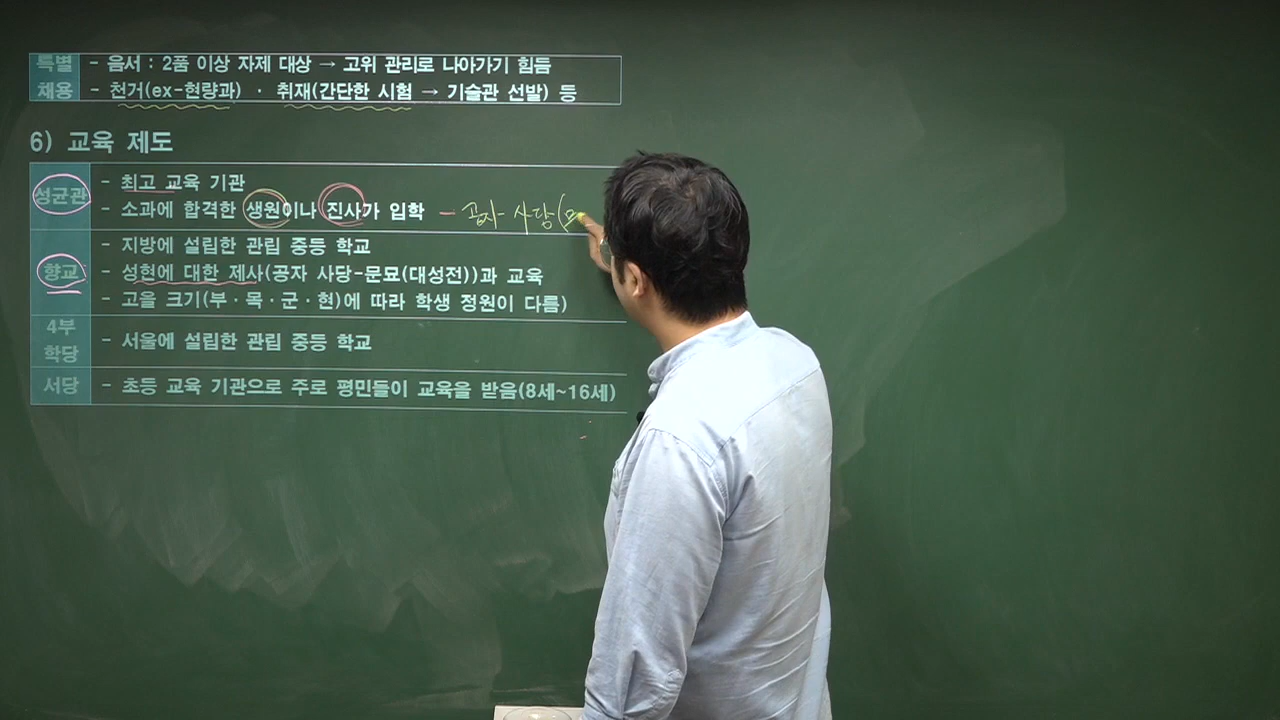 특별
채용
- 음서 : 2품 이상 자제 대상 → 고위 관리로 나아가기 힘듬
- 천거(ex-현량과) · 취재(간단한 시험 → 기술관 선발) 등
6) 교육 제도
성균관
- 최고 교육 기관
- 소과에 합격한 생원이나 진사가 입학 - 공자 사당(문
향교
- 지방에 설립한 관립 중등 학교
- 성현에 대한 제사(공자 사당-문묘(대성전))과 교육
- 고을 크기(부·목·군·현)에 따라 학생 정원이 다름)
4부
학당
- 서울에 설립한 관립 중등 학교
서당
- 초등 교육 기관으로 주로 평민들이 교육을 받음(8세~16세)